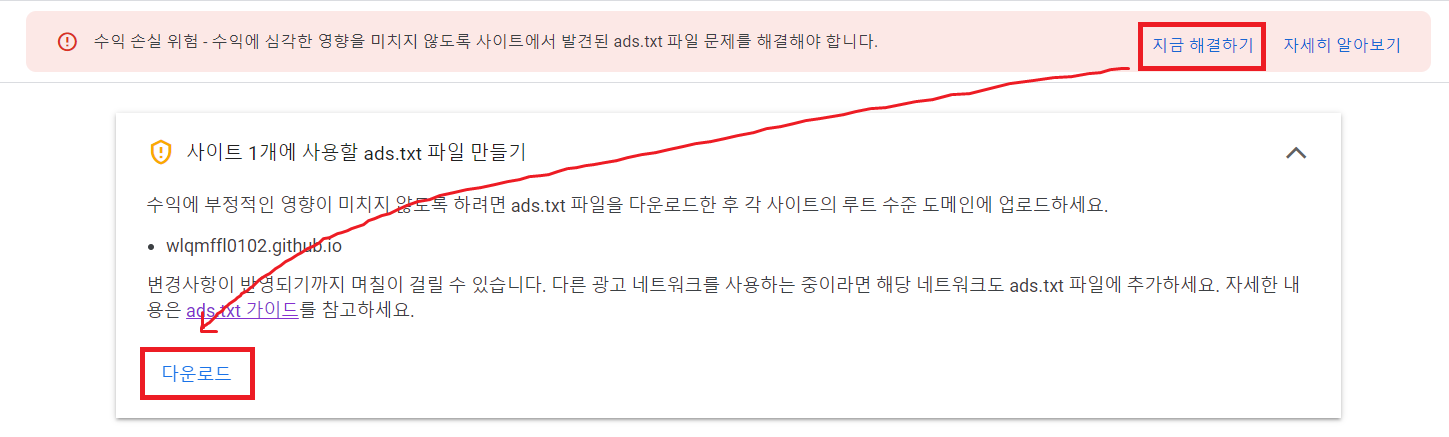 수익 손실 위험 - 수익에 심각한 영향을 미치지 않도록 사이트에서 발견된 ads.txt 파일 문제를 해결해야 합니다. 지금 해결하기 자세히 알아보기
사이트 1개에 사용할 ads.txt 파일 만들기
수익에 부정적인 영향이 미치지 않도록 하려면 ads.txt 파일을 다운로드한 후 각 사이트의 루트 수준 도메인에 업로드하세요.
• wlqmffl0102.github.io
변경사항이 반영되기까지 며칠이 걸릴 수 있습니다. 다른 광고 네트워크를 사용하는 중이라면 해당 네트워크도 ads.txt 파일에 추가하세요. 자세한 내
용은 ads.txt 가이드를 참고하세요.
다운로드